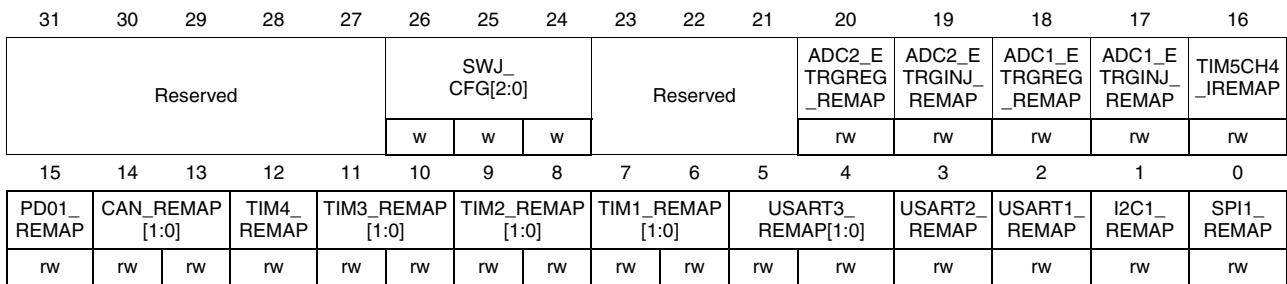 31 30 29 28 27 26 25 24 23 22 21 20 19 18 17 16
Reserved SWJ_ CFG[2:0] Reserved ADC2_E TRGREG _REMAP ADC2_E TRGINJ_ REMAP ADC1_E TRGREG _REMAP ADC1_E TRGINJ_ REMAP TIM5CH4 _IREMAP
w w w rw rw rw rw rw
15 14 13 12 11 10 9 8 7 6 5 4 3 2 1 0
PD01_ REMAP CAN_REMAP [1:0] TIM4_ REMAP TIM3_REMAP [1:0] TIM2_REMAP [1:0] TIM1_REMAP [1:0] USART3_ REMAP[1:0] USART2_ REMAP USART1_ REMAP I2C1_ REMAP SPI1_ REMAP
rw rw rw rw rw rw rw rw rw rw rw rw rw rw rw rw